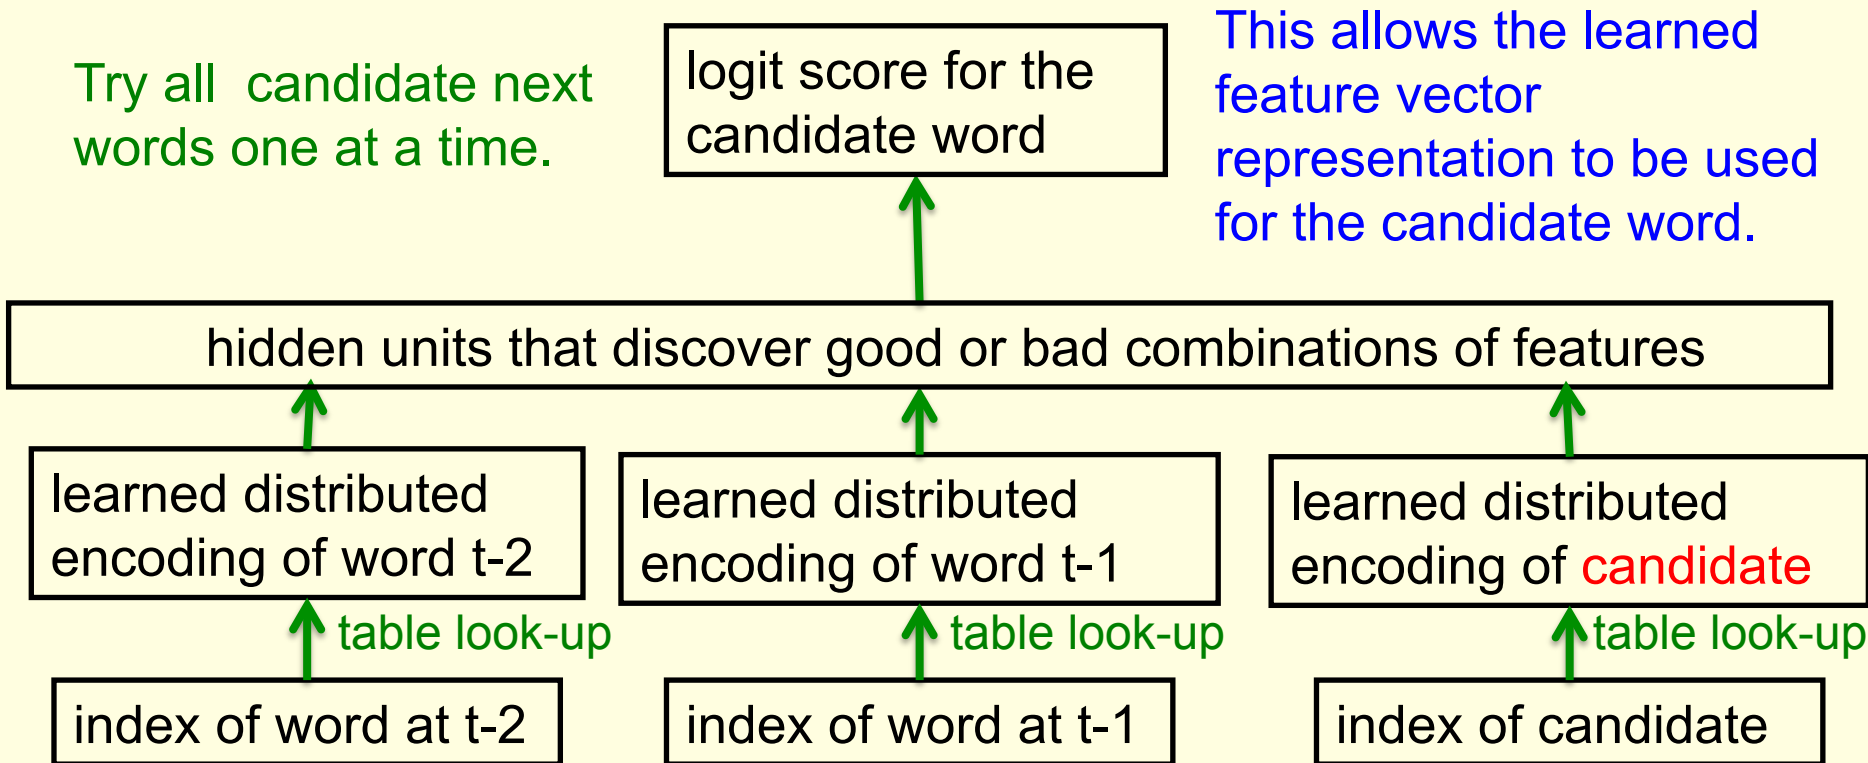 Try all candidate next
words one at a time.
logit score for the
candidate word
This allows the learned
feature vector
representation to be used
for the candidate word.
hidden units that discover good or bad combinations of features
learned distributed
encoding of word t-2
learned distributed
encoding of word t-1
learned distributed
encoding of candidate
table look-up
table look-up
table look-up
index of word at t-2
index of word at t-1
index of candidate